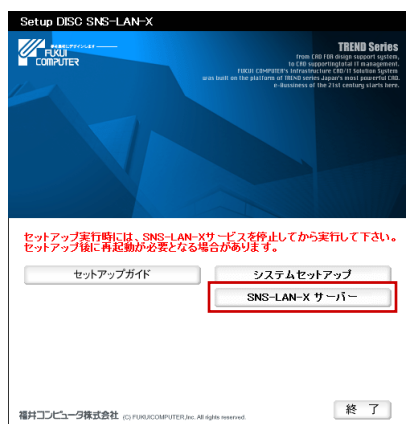 Setup DISC SNS-LAN-X
FUKUI
COMPUTER
TREND Series
from CAD FOR disign support system,
to CAD supportingtotal IT management.
FUKUI COMPUTER's Infrastructure CAD/IT Solution System
was built on the platform of TREND series Japan's most powerful CAD.
e-Bussiness of the 21st century starts here.
セットアップ実行時には、SNS-LAN-Xサービスを停止してから実行して下さい。
セットアップ後に再起動が必要となる場合があります。
セットアップガイド
システムセットアップ
SNS-LAN-X サーバー
福井コンピュータ株式会社 (C) FUKUICOMPUTER,Inc. All rights reserved.
終 了